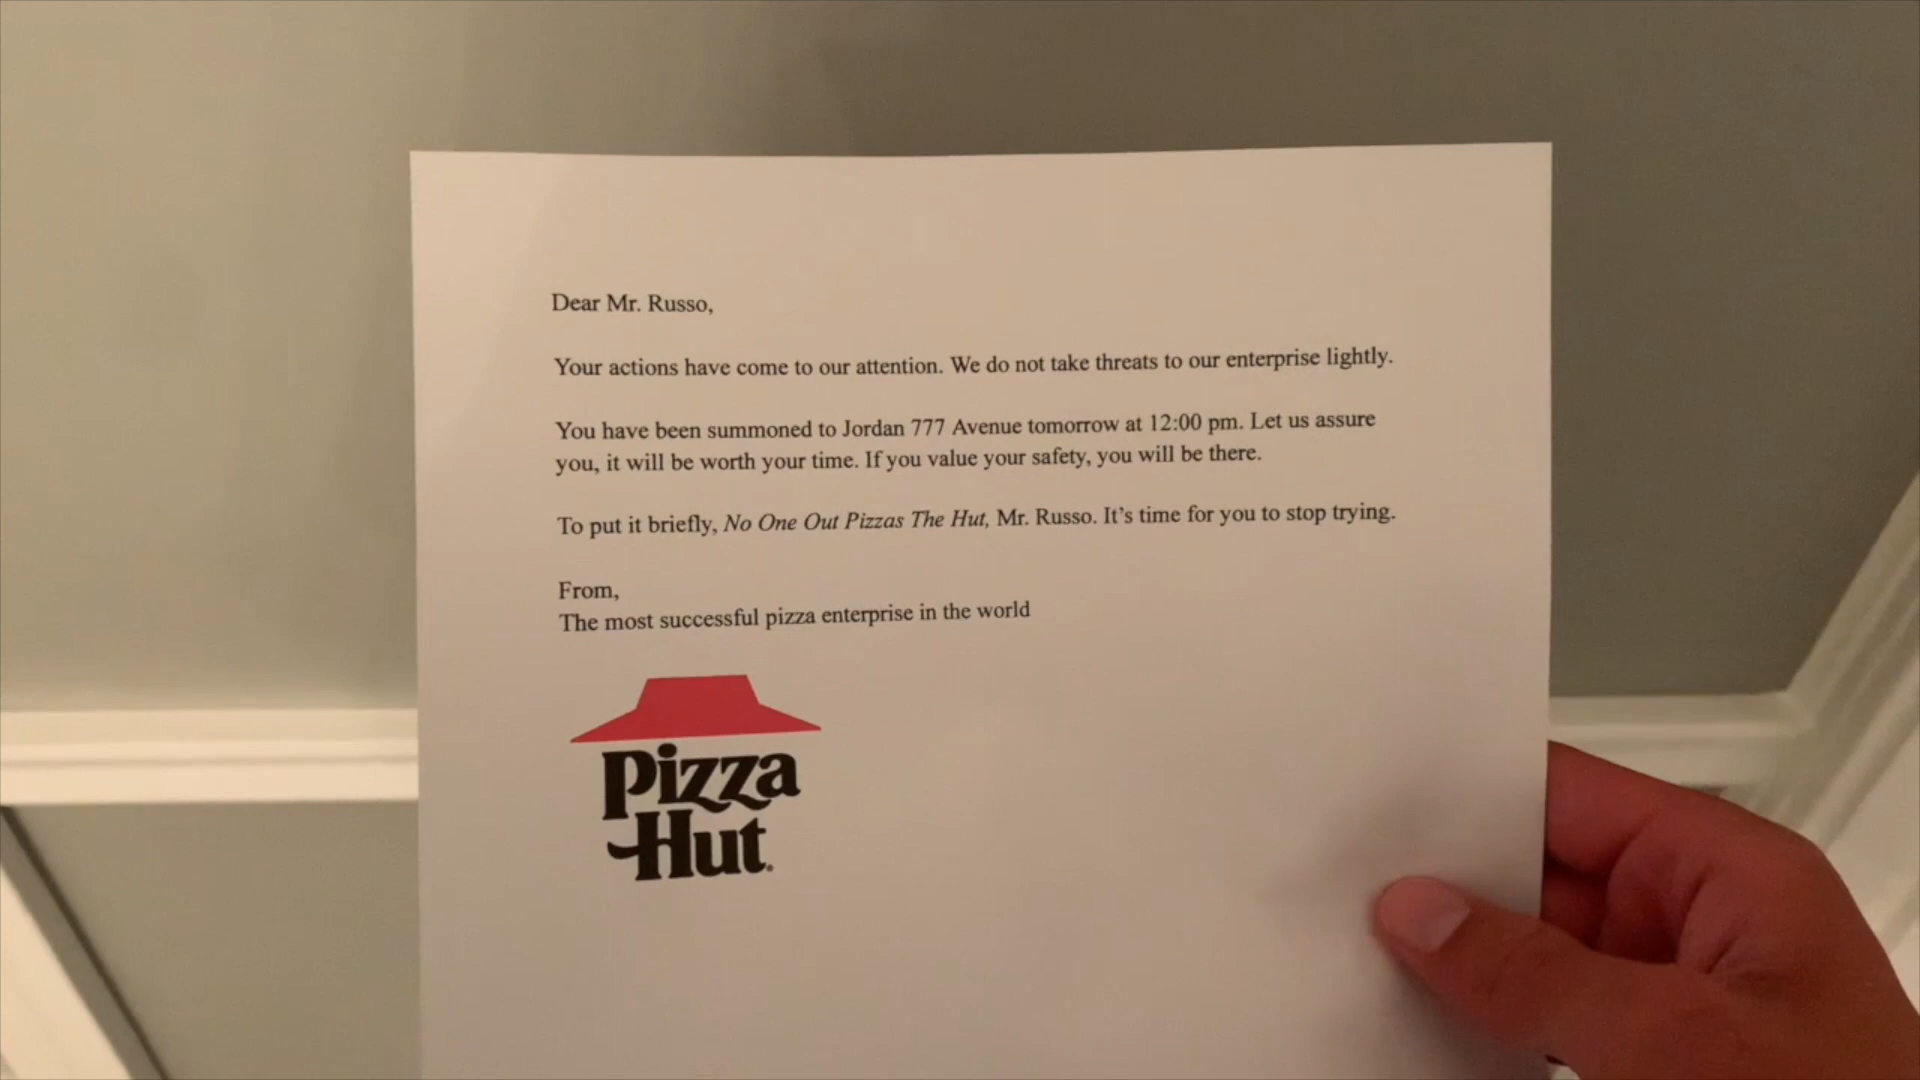 Dear Mr. Russo,
Your actions have come to our attention. We do not take threats to our enterprise lightly.
You have been summoned to Jordan 777 Avenue tomorrow at 12:00 pm. Let us assure
you, it will be worth your time. If you value your safety, you will be there.
To put it briefly, No One Out Pizzas The Hut, Mr. Russo. It's time for you to stop trying.
From,
The most successful pizza enterprise in the world
Pizza
Hut®